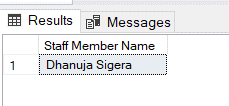 Results Messages
Staff Member Name
1 Dhanuja Sigera